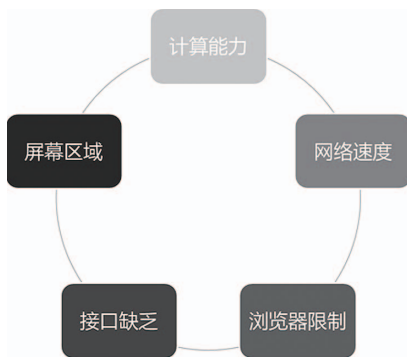 计算能力
屏幕区域
网络速度
接口缺乏
浏览器限制